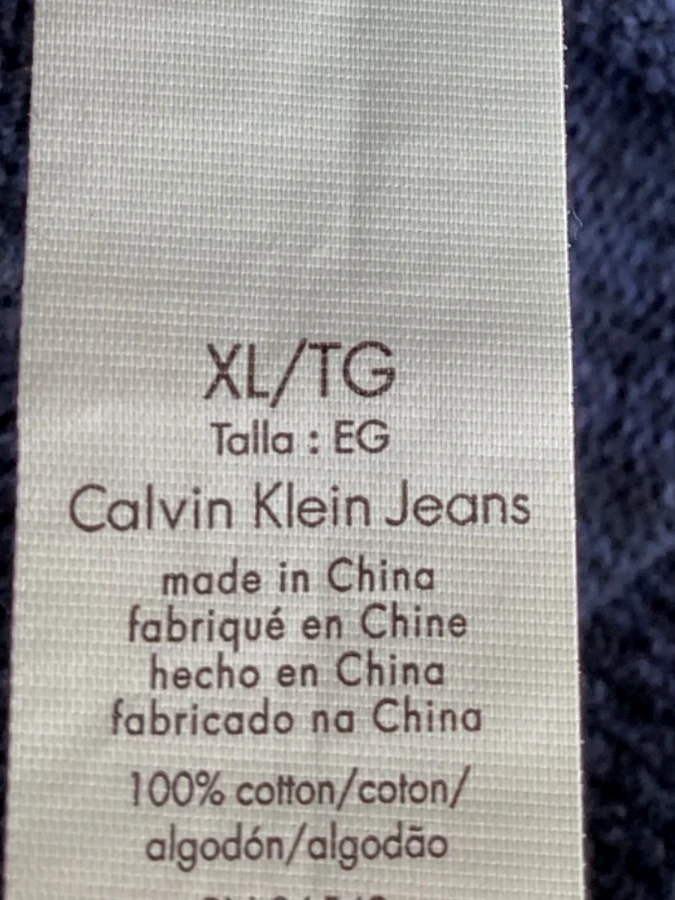 XL/TG
Talla : EG
Calvin Klein Jeans
made in China
fabriqué en Chine
hecho en China
fabricado na China
100% cotton/coton/
algodón/algodão